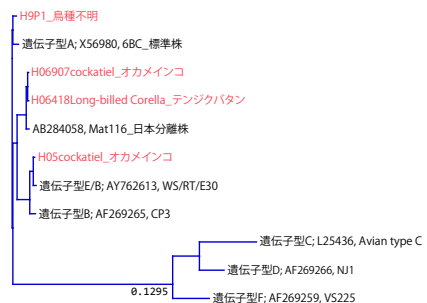 H9P1_鳥種不明
遺伝子型A; X56980, 6BC_標準株
H06907cockatiel_オカメインコ
H06418Long-billed Corella_テンジクバタン
AB284058, Mat116_日本分離株
H05cockatiel_オカメインコ
遺伝子型E/B; AY762613, WS/RT/E30
遺伝子型B; AF269265, CP3
遺伝子型C; L25436, Avian type C
遺伝子型D; AF269266, NJ1
0.1295
遺伝子型F; AF269259, VS225